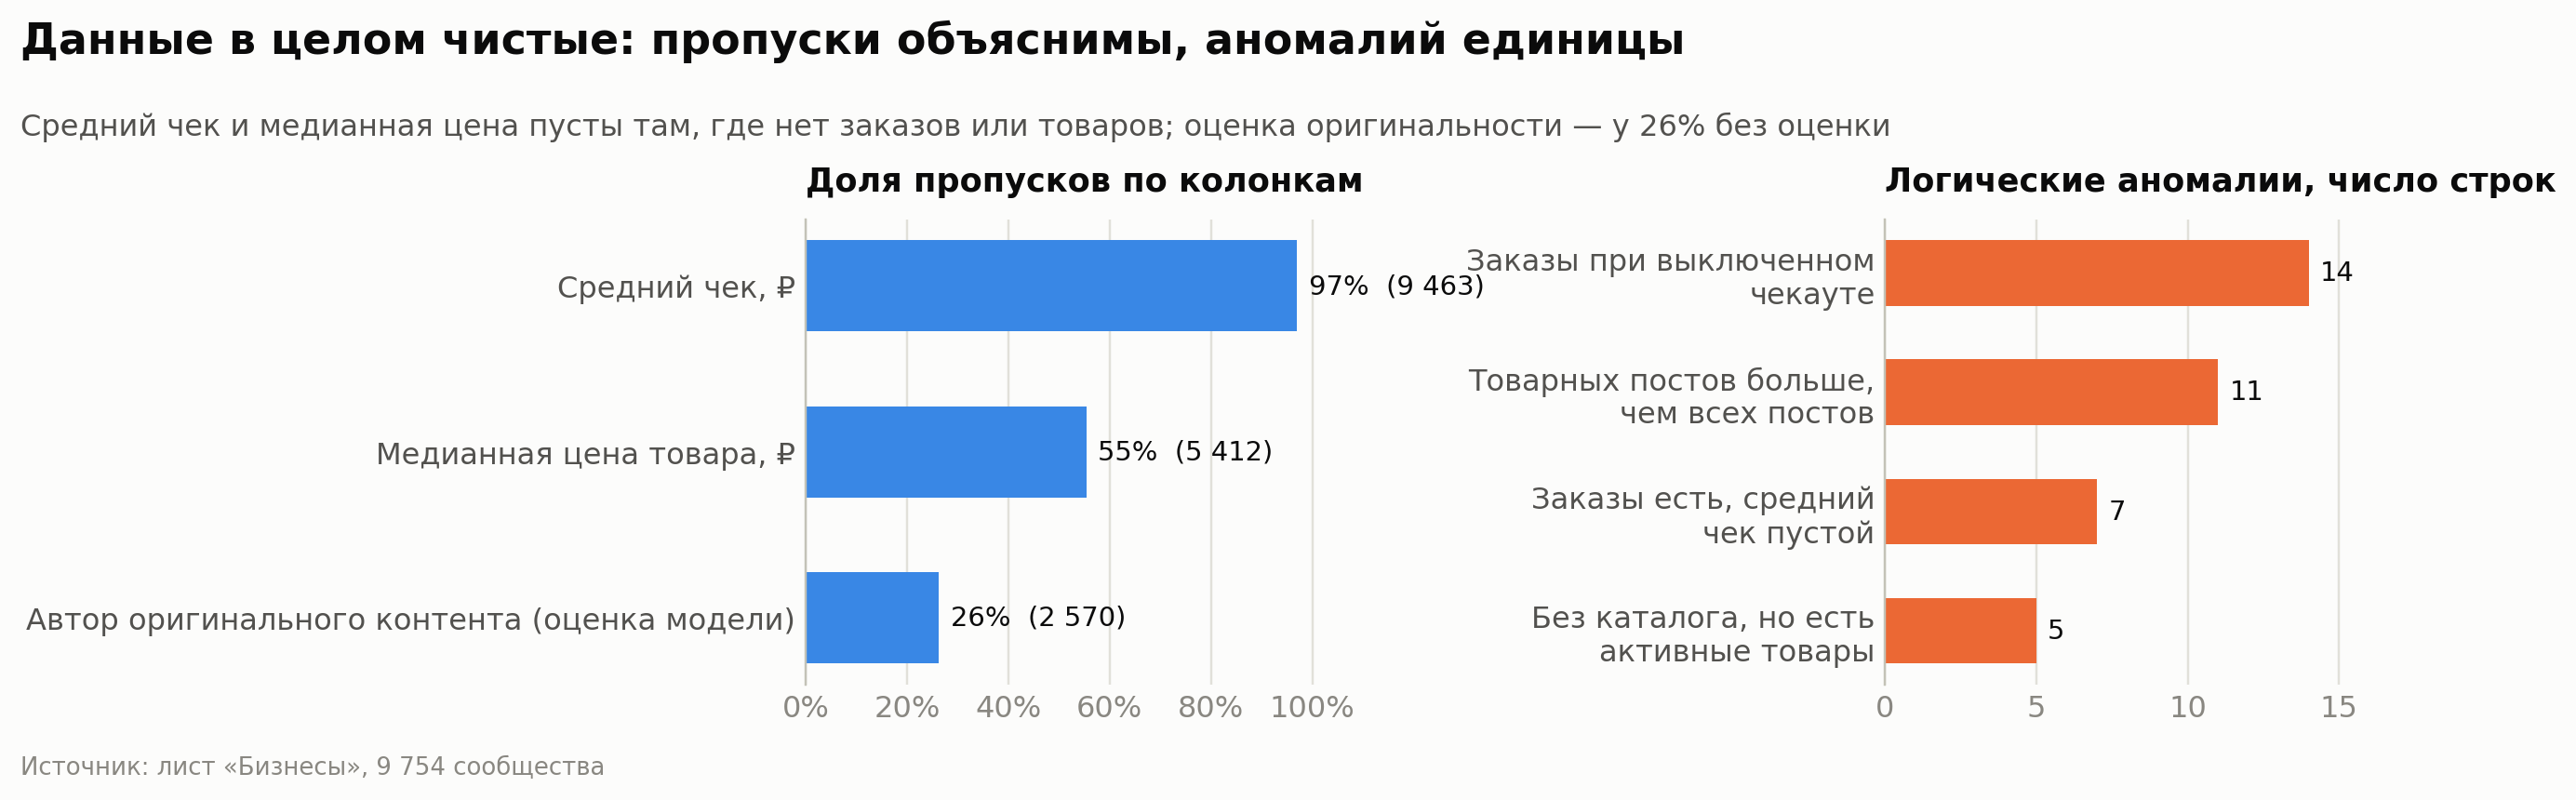 Данные в целом чистые: пропуски объяснимы, аномалий единицы
Средний чек и медианная цена пусты там, где нет заказов или товаров; оценка оригинальности — у 26% без оценки
Доля пропусков по колонкам
Средний чек, ₽
97% (9 463)
Медианная цена товара, ₽
55% (5 412)
Автор оригинального контента (оценка модели)
26% (2 570)
0% 20% 40% 60% 80% 100%
Логические аномалии, число строк
Заказы при выключенном
чекауте
14
Товарных постов больше,
чем всех постов
11
Заказы есть, средний
чек пустой
7
Без каталога, но есть
активные товары
5
0 5 10 15
Источник: лист «Бизнесы», 9 754 сообщества